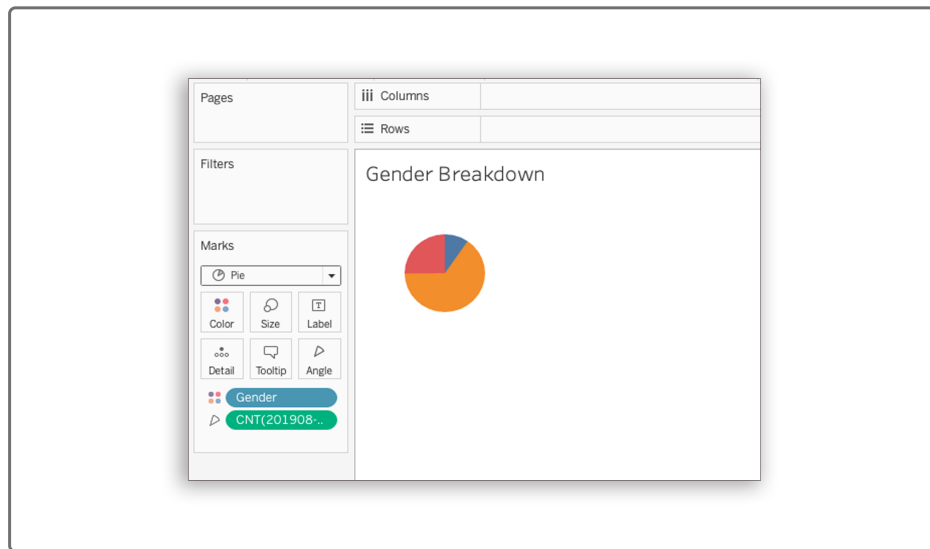 Pages
Columns
Rows
Filters
Gender Breakdown
Marks
Pie
Color Size Label
T
Detail Tooltip Angle
Gender
CNT(201908-..